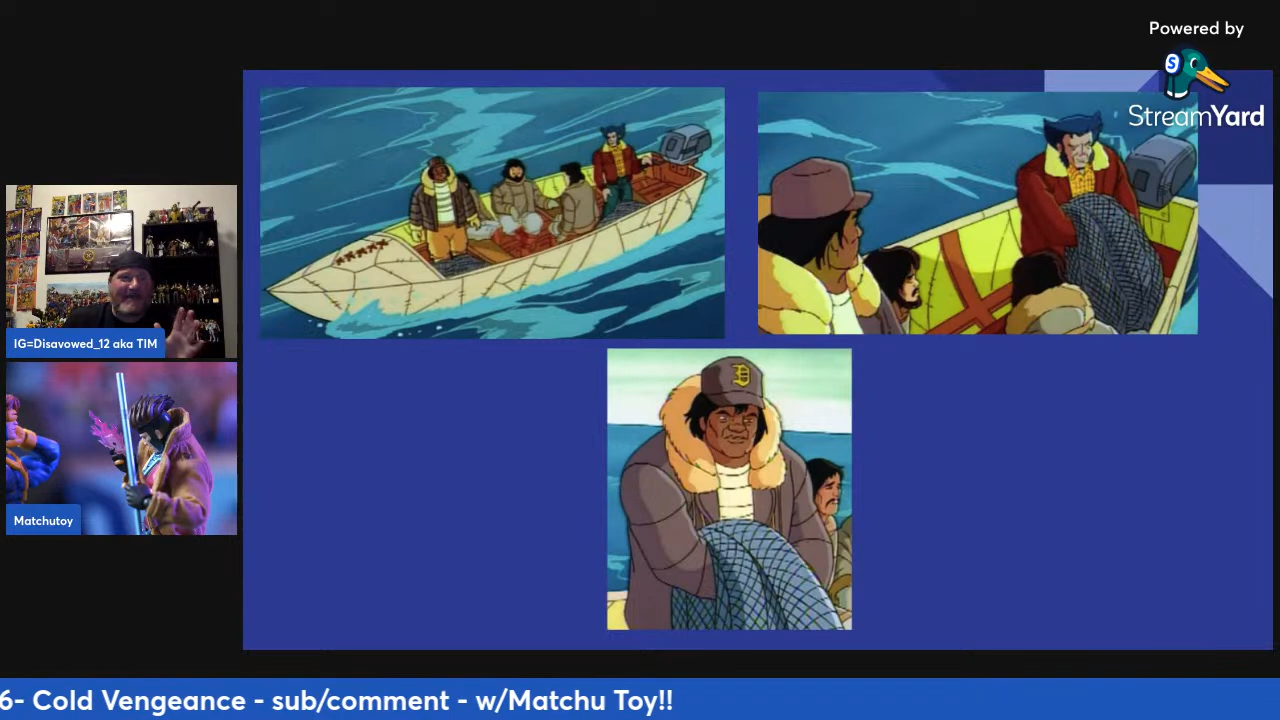 Powered by
StreamYard
IG=Disavowed_12 aka TIM
Matchutoy
D
6- Cold Vengeance - sub/comment - w/Matchu Toy!!